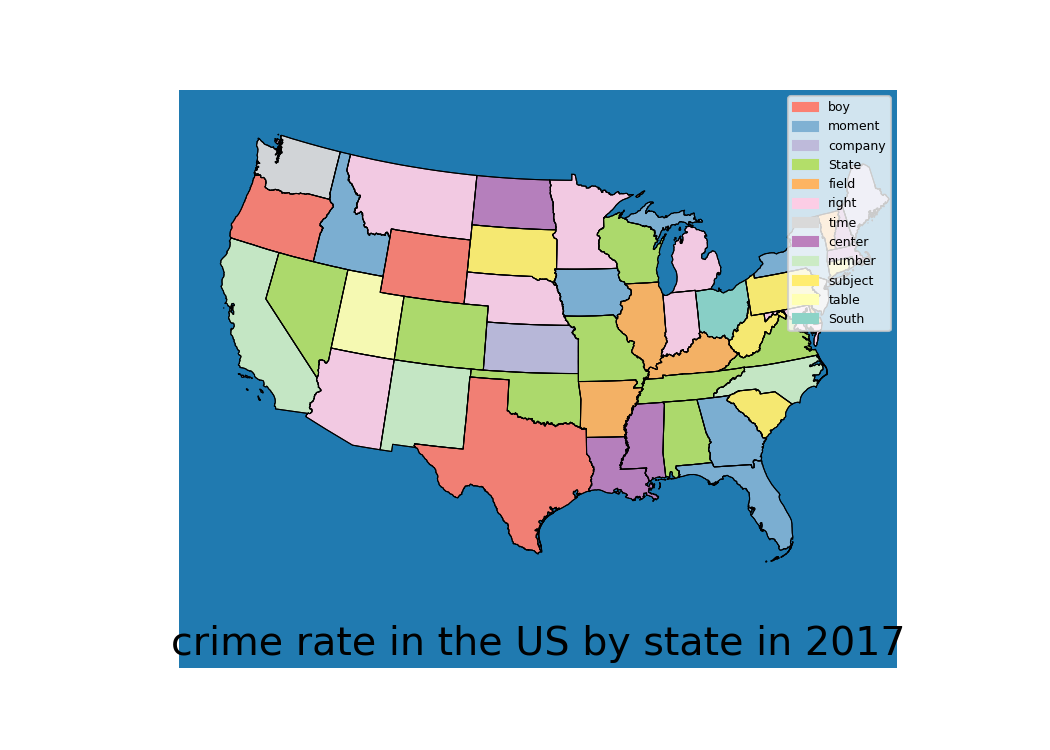 boy
moment
company
State
field
right
time
center
number
subject
table
South
crime rate in the US by state in 2017